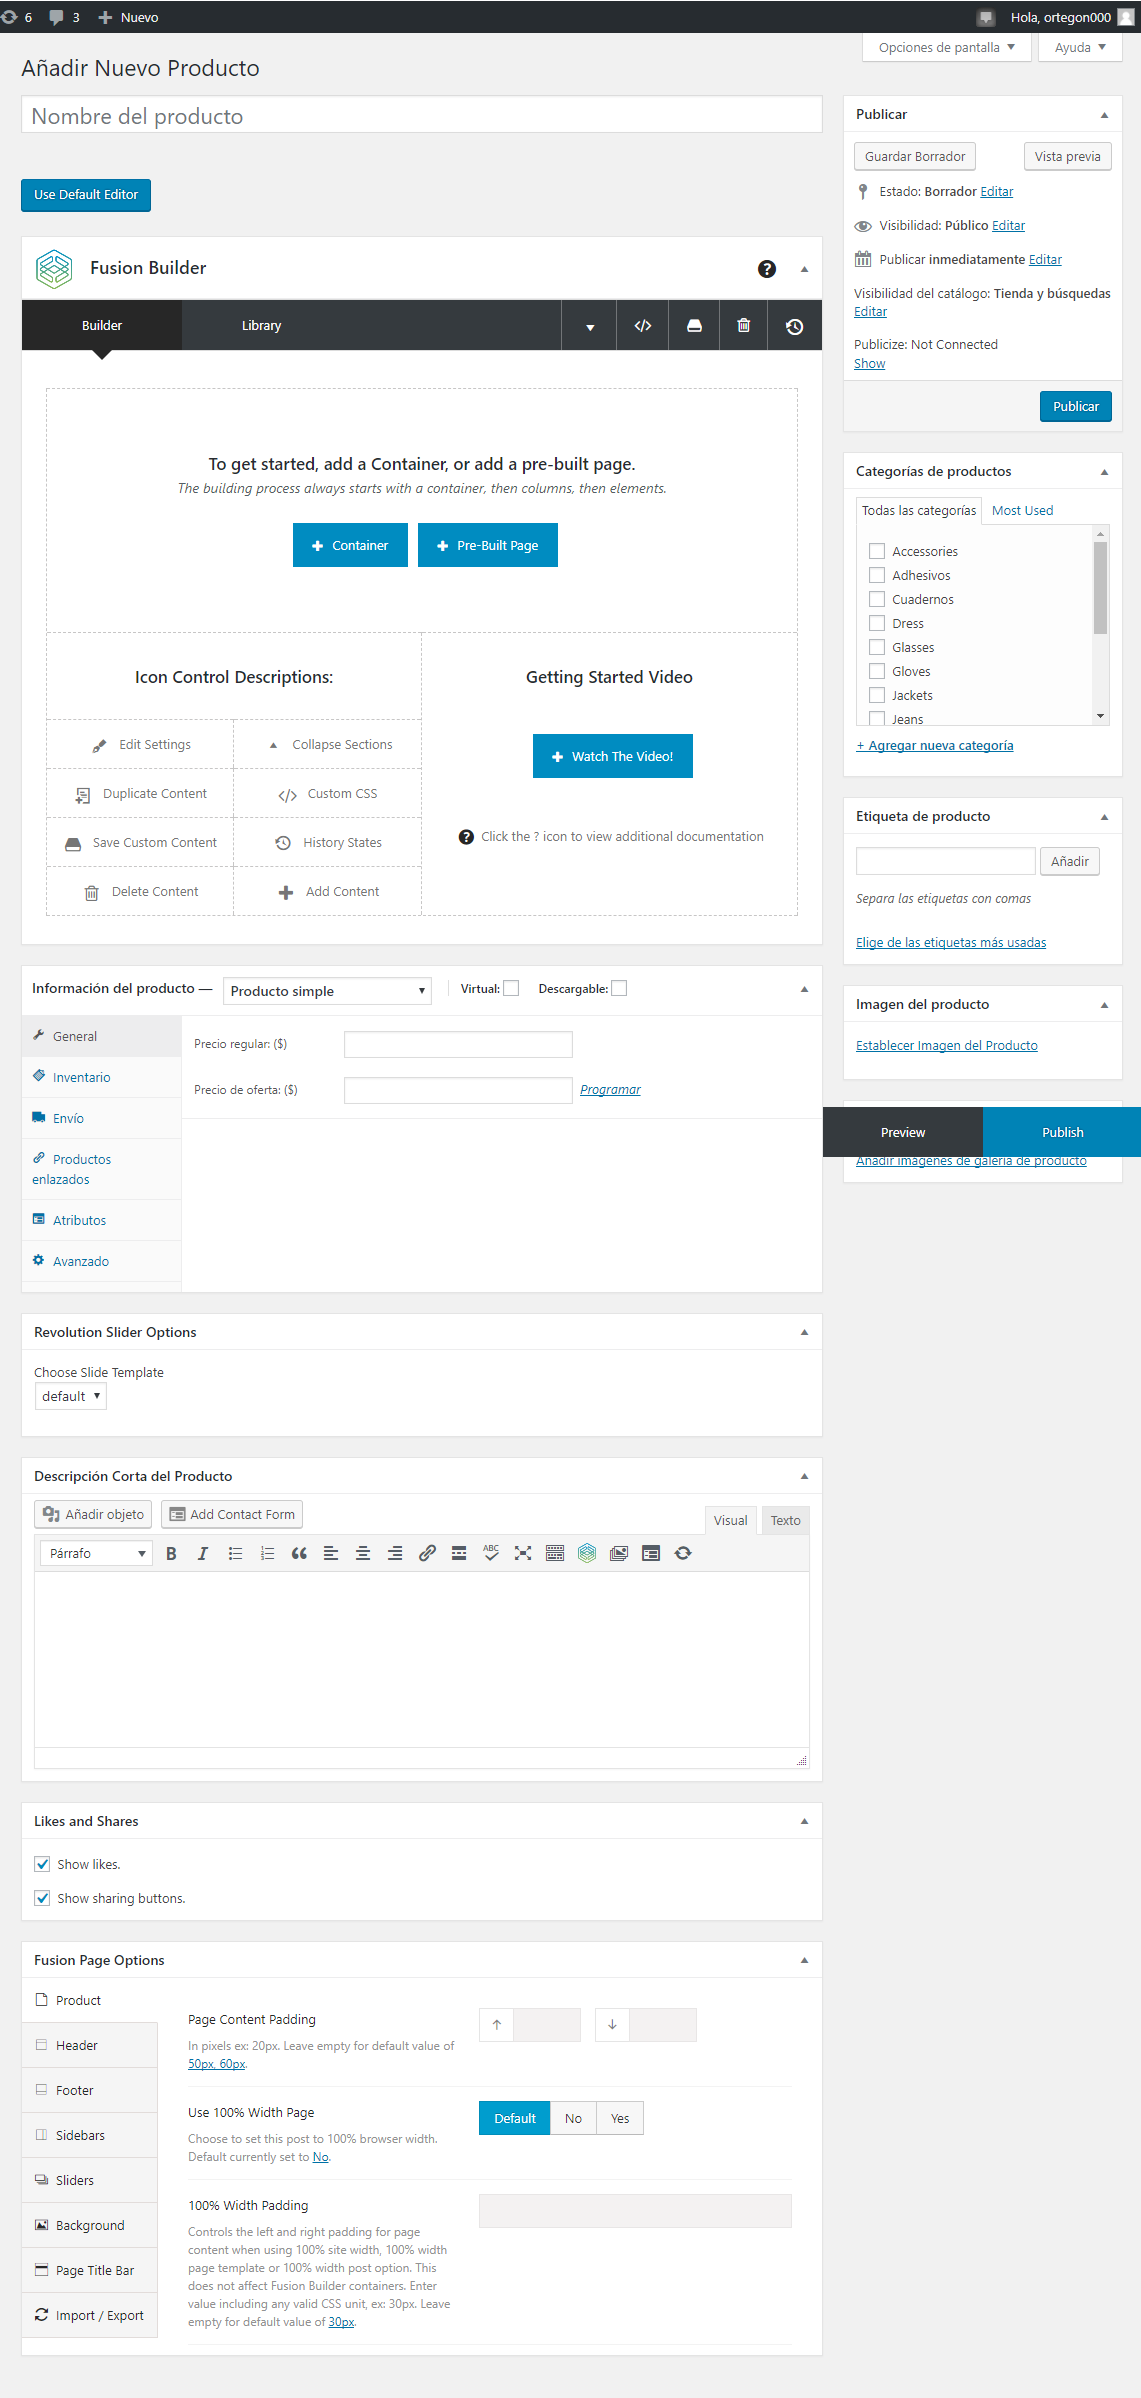 6 3 Nuevo Hola, ortegon000
Opciones de pantalla Ayuda
Añadir Nuevo Producto
Nombre del producto
Use Default Editor
Fusion Builder
Builder Library
To get started, add a Container, or add a pre-built page.
The building process always starts with a container, then columns, then elements.
Container Pre-Built Page
Icon Control Descriptions:
Edit Settings Collapse Sections
Duplicate Content Custom CSS
Save Custom Content History States
Delete Content Add Content
Getting Started Video
Watch The Video!
Click the ? icon to view additional documentation
Información del producto — Producto simple Virtual: Descargable:
General
Inventario
Envío
Productos
enlazados
Atributos
Avanzado
Precio regular: ($)
Precio de oferta: ($) Programar
Revolution Slider Options
Choose Slide Template
default
Descripción Corta del Producto
Añadir objeto Add Contact Form
Visual Texto
Párrafo B I ABC
Likes and Shares
Show likes.
Show sharing buttons.
Fusion Page Options
Product
Header
Footer
Sidebars
Sliders
Background
Page Title Bar
Import / Export
Page Content Padding
In pixels ex: 20px. Leave empty for default value of
50px, 60px.
Use 100% Width Page
Choose to set this post to 100% browser width.
Default currently set to No.
Default No Yes
100% Width Padding
Controls the left and right padding for page
content when using 100% site width, 100% width
page template or 100% width post option. This
does not affect Fusion Builder containers. Enter
value including any valid CSS unit, ex: 30px. Leave
empty for default value of 30px.
Publicar
Guardar Borrador Vista previa
Estado: Borrador Editar
Visibilidad: Público Editar
Publicar inmediatamente Editar
Visibilidad del catálogo: Tienda y búsquedas
Editar
Publicize: Not Connected
Show
Publicar
Categorías de productos
Todas las categorías Most Used
Accessories
Adhesivos
Cuadernos
Dress
Glasses
Gloves
Jackets
Jeans
+ Agregar nueva categoría
Etiqueta de producto
Añadir
Separa las etiquetas con comas
Elige de las etiquetas más usadas
Imagen del producto
Establecer Imagen del Producto
Preview Publish
Añadir imágenes de galería de producto